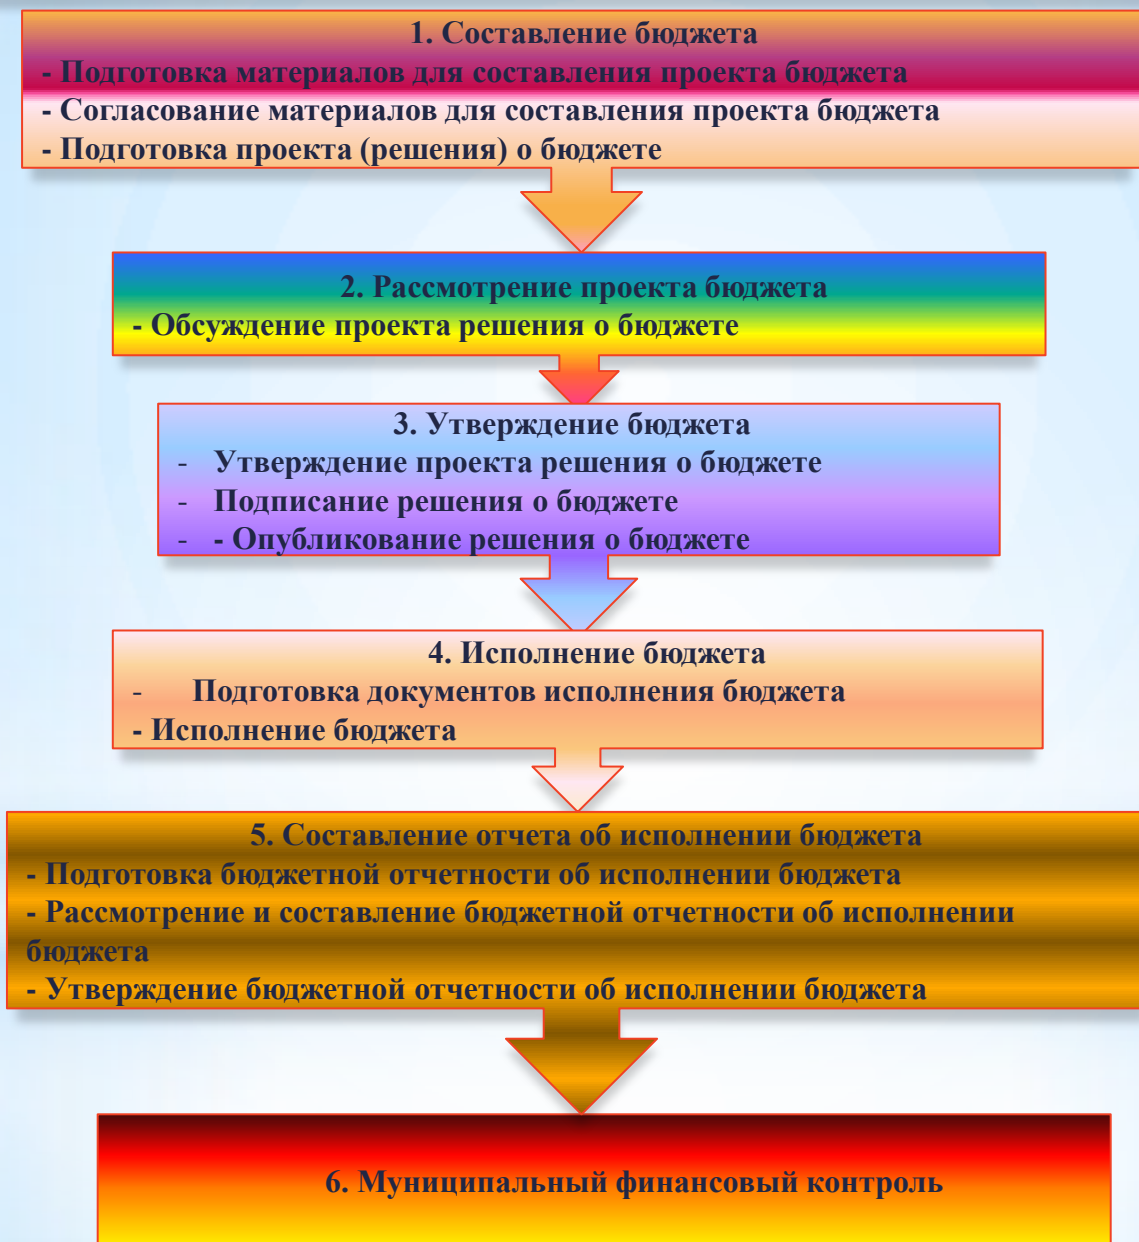 1. Составление бюджета
- Подготовка материалов для составления проекта бюджета
- Согласование материалов для составления проекта бюджета
- Подготовка проекта (решения) о бюджете
2. Рассмотрение проекта бюджета
- Обсуждение проекта решения о бюджете
3. Утверждение бюджета
- Утверждение проекта решения о бюджете
- Подписание решения о бюджете
- - Опубликование решения о бюджете
4. Исполнение бюджета
- Подготовка документов исполнения бюджета
- Исполнение бюджета
5. Составление отчета об исполнении бюджета
- Подготовка бюджетной отчетности об исполнении бюджета
- Рассмотрение и составление бюджетной отчетности об исполнении
бюджета
- Утверждение бюджетной отчетности об исполнении бюджета
6. Муниципальный финансовый контроль